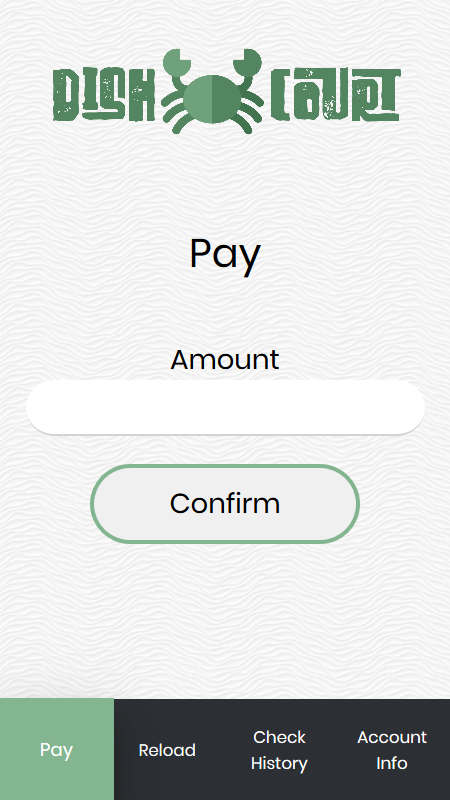 DISH COURT
Pay
Amount
Confirm
Pay
Reload
Check
History
Account
Info